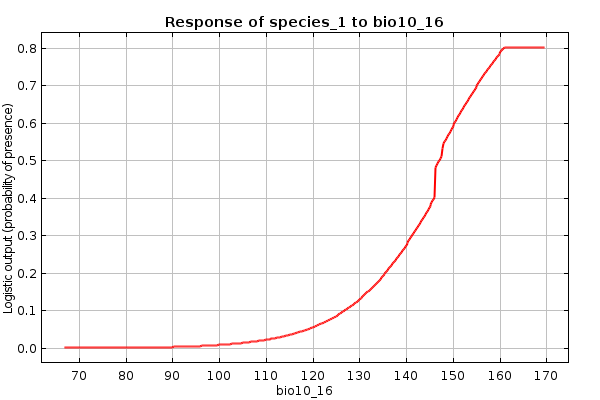 Response of species_1 to bio10_16
Logistic output (probability of presence)
0.8
0.7
0.6
0.5
0.4
0.3
0.2
0.1
0.0
70 80 90 100 110 120 130 140 150 160 170
bio10_16